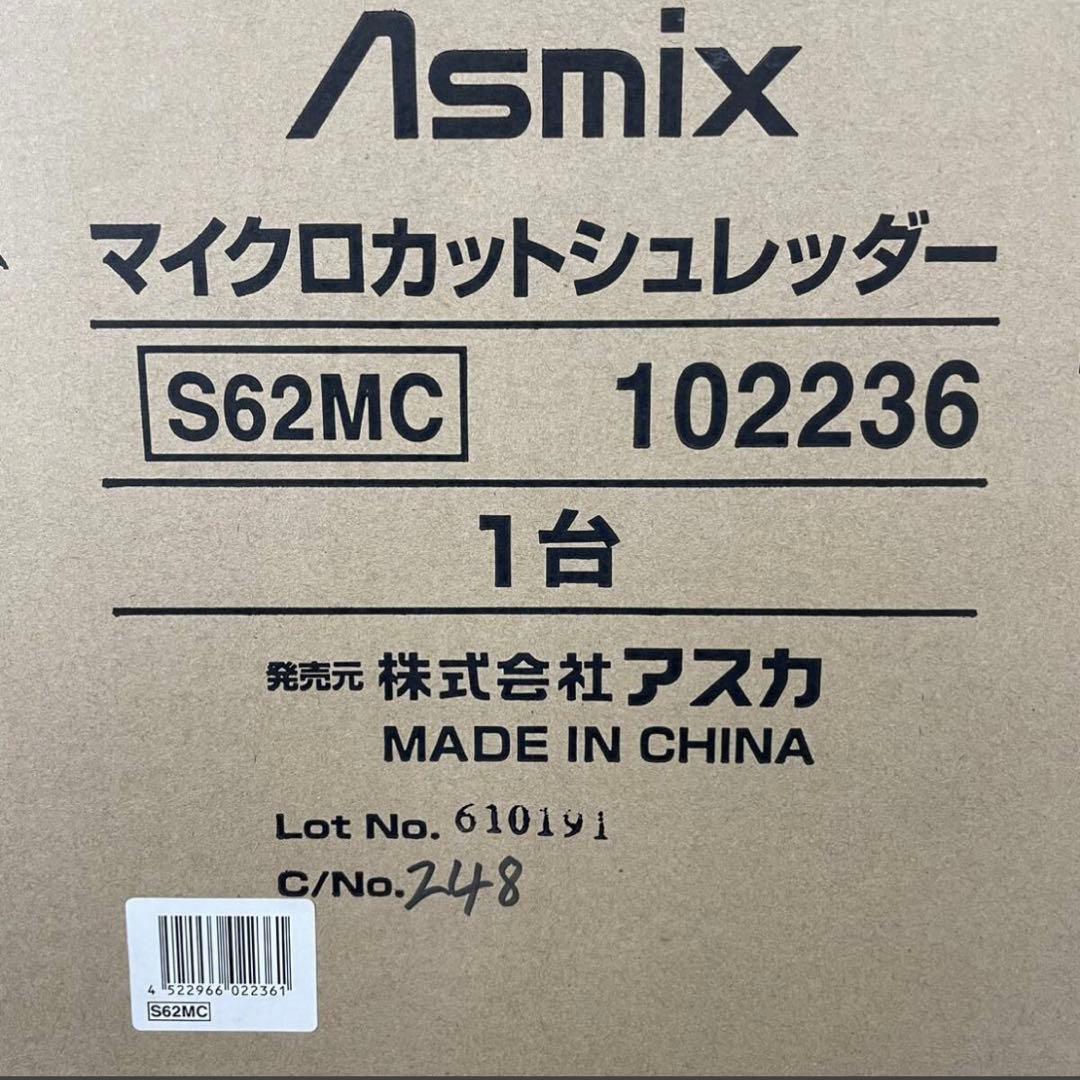 Asmix
マイクロカットシュレッダー
S62MC 102236
1台
発売元 株式会社アスカ
MADE IN CHINA
Lot No. 610191
C/No. 248
4 522966 022361
S62MC